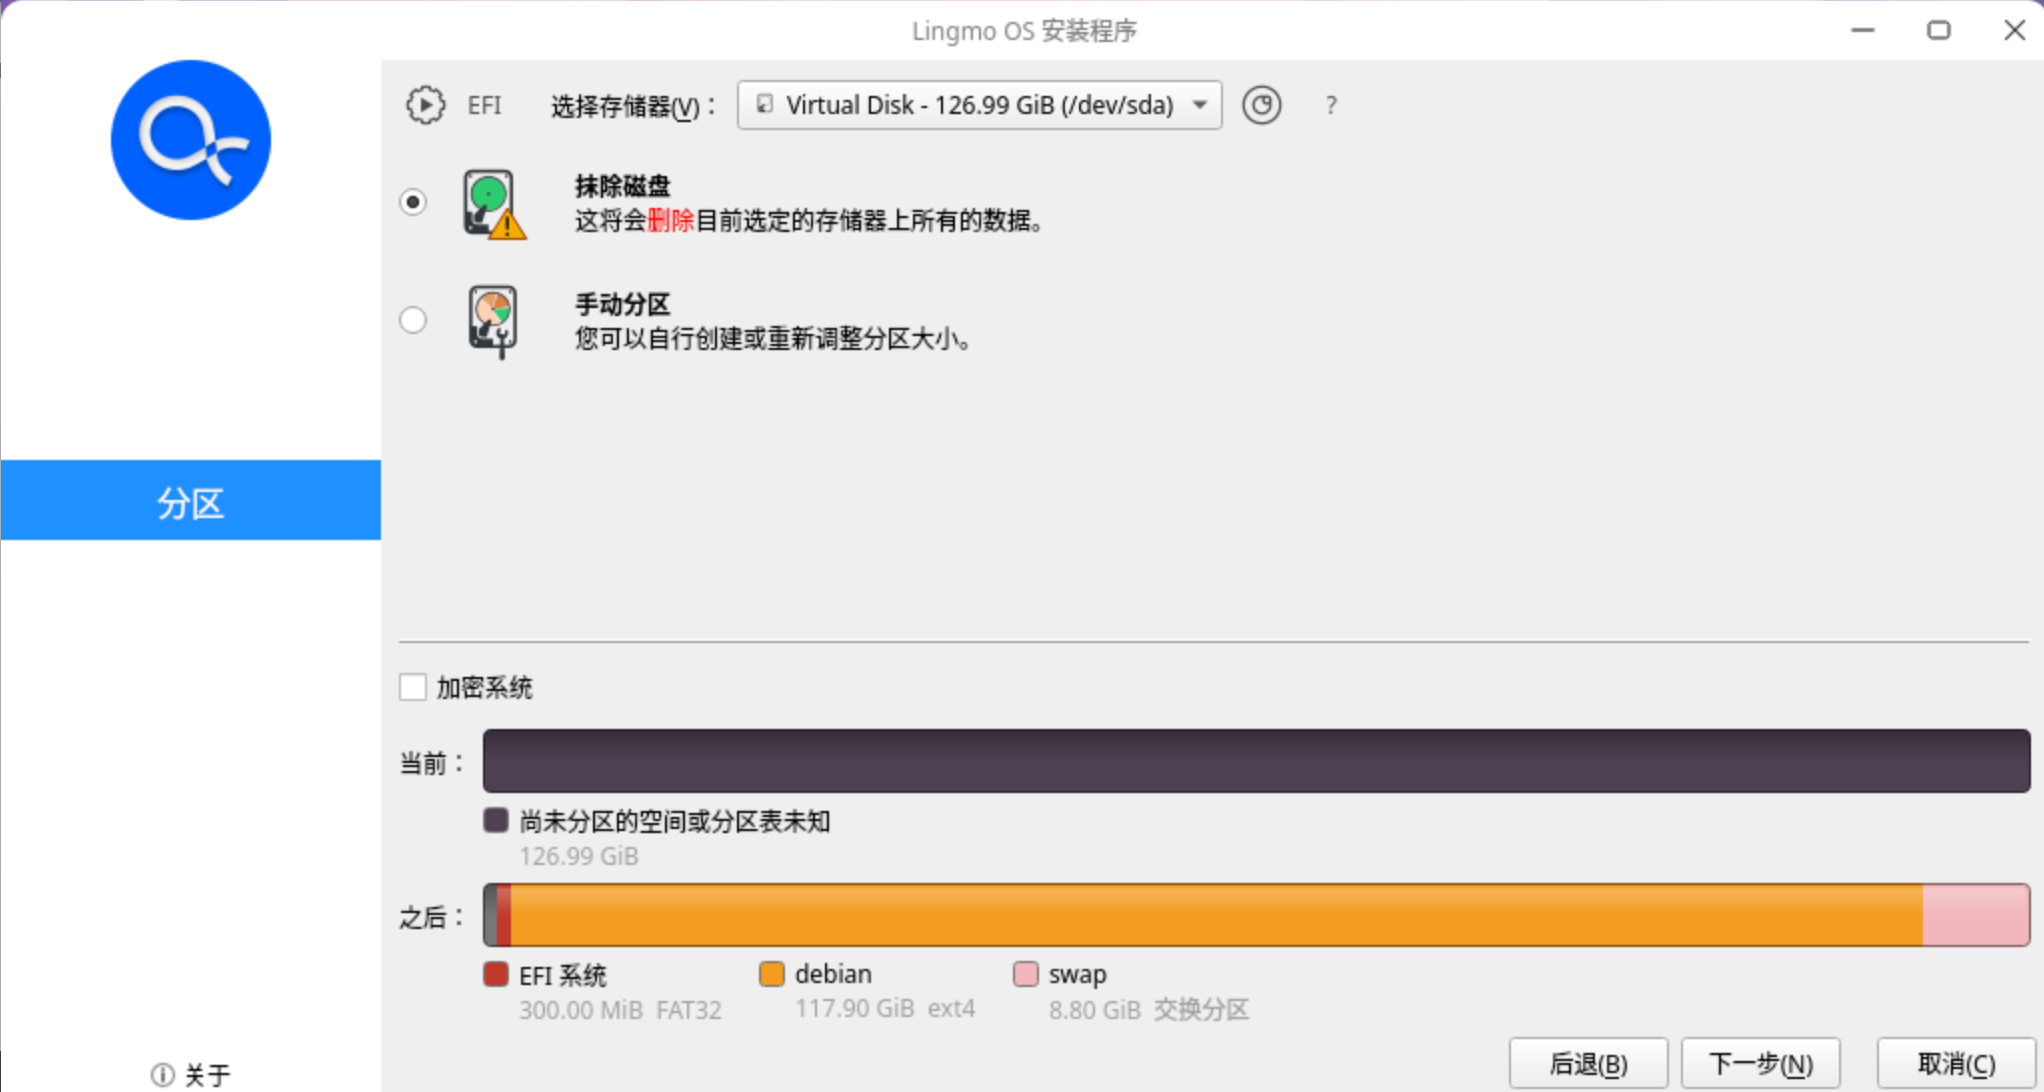 Lingmo OS 安装程序
EFI 选择存储器(V)： Virtual Disk - 126.99 GiB (/dev/sda) ?
抹除磁盘
这将会删除目前选定的存储器上所有的数据。
手动分区
您可以自行创建或重新调整分区大小。
分区
加密系统
当前：
尚未分区的空间或分区表未知
126.99 GiB
之后：
EFI 系统 debian swap
300.00 MiB FAT32 117.90 GiB ext4 8.80 GiB 交换分区
关于 后退(B) 下一步(N) 取消(C)